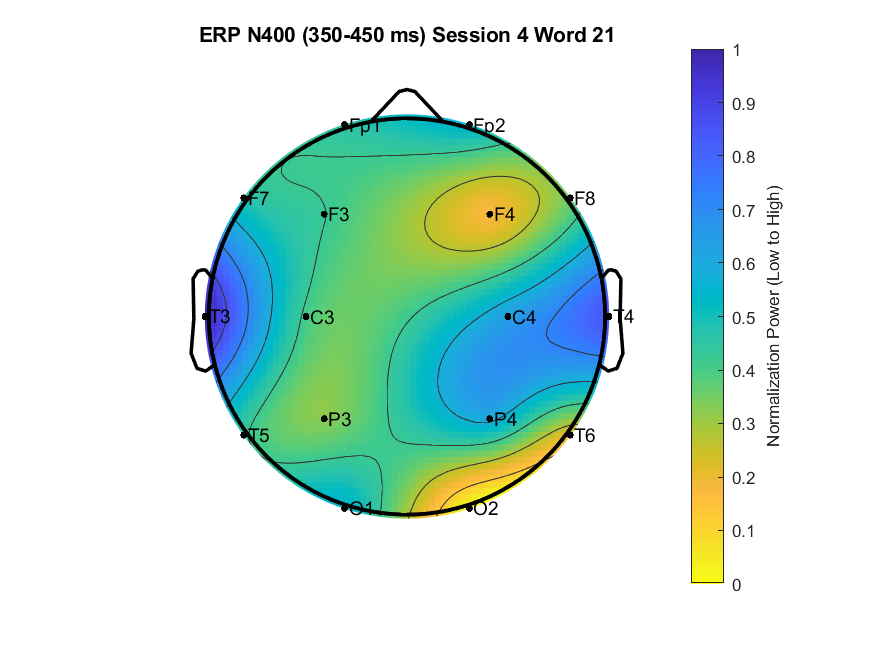 ERP N400 (350-450 ms) Session 4 Word 21
Fp1
Fp2
F7
F3
F4
F8
T3
C3
C4
T4
T5
P3
P4
T6
O1
O2
1
0.9
0.8
0.7
0.6
0.5
0.4
0.3
0.2
0.1
0
Normalization Power (Low to High)